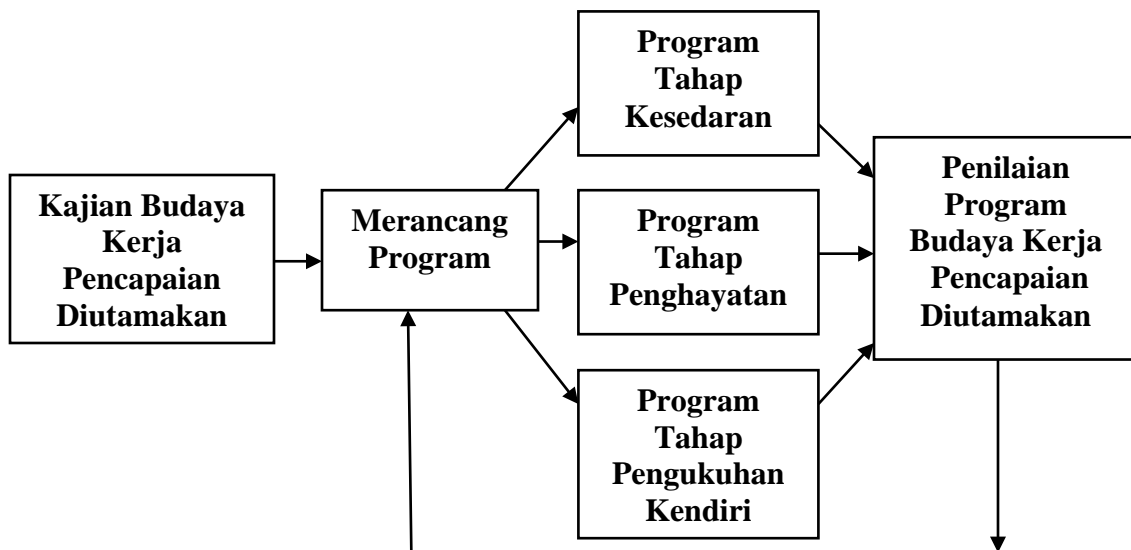 Kajian Budaya
Kerja
Pencapaian
Diutamakan
Merancang
Program
Program
Tahap
Kesedaran
Program
Tahap
Penghayatan
Program
Tahap
Pengukuhan
Kendiri
Penilaian
Program
Budaya Kerja
Pencapaian
Diutamakan